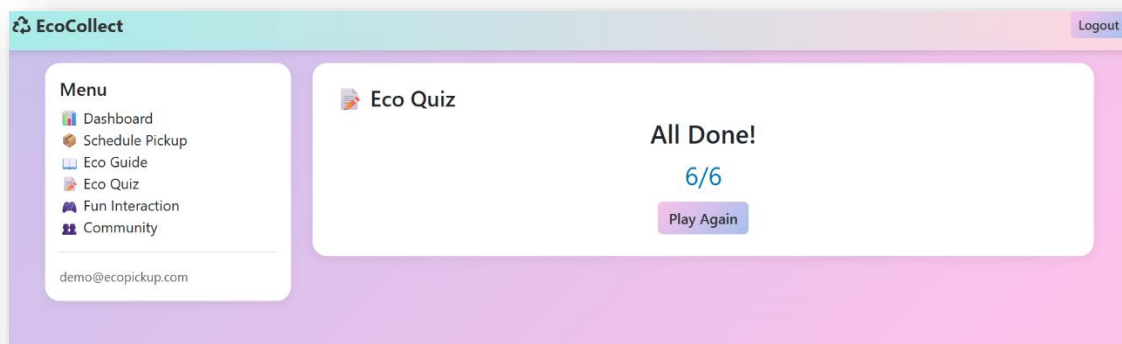 EcoCollect
Logout
Menu
Dashboard
Schedule Pickup
Eco Guide
Eco Quiz
Fun Interaction
Community
demo@ecopickup.com
Eco Quiz
All Done!
6/6
Play Again